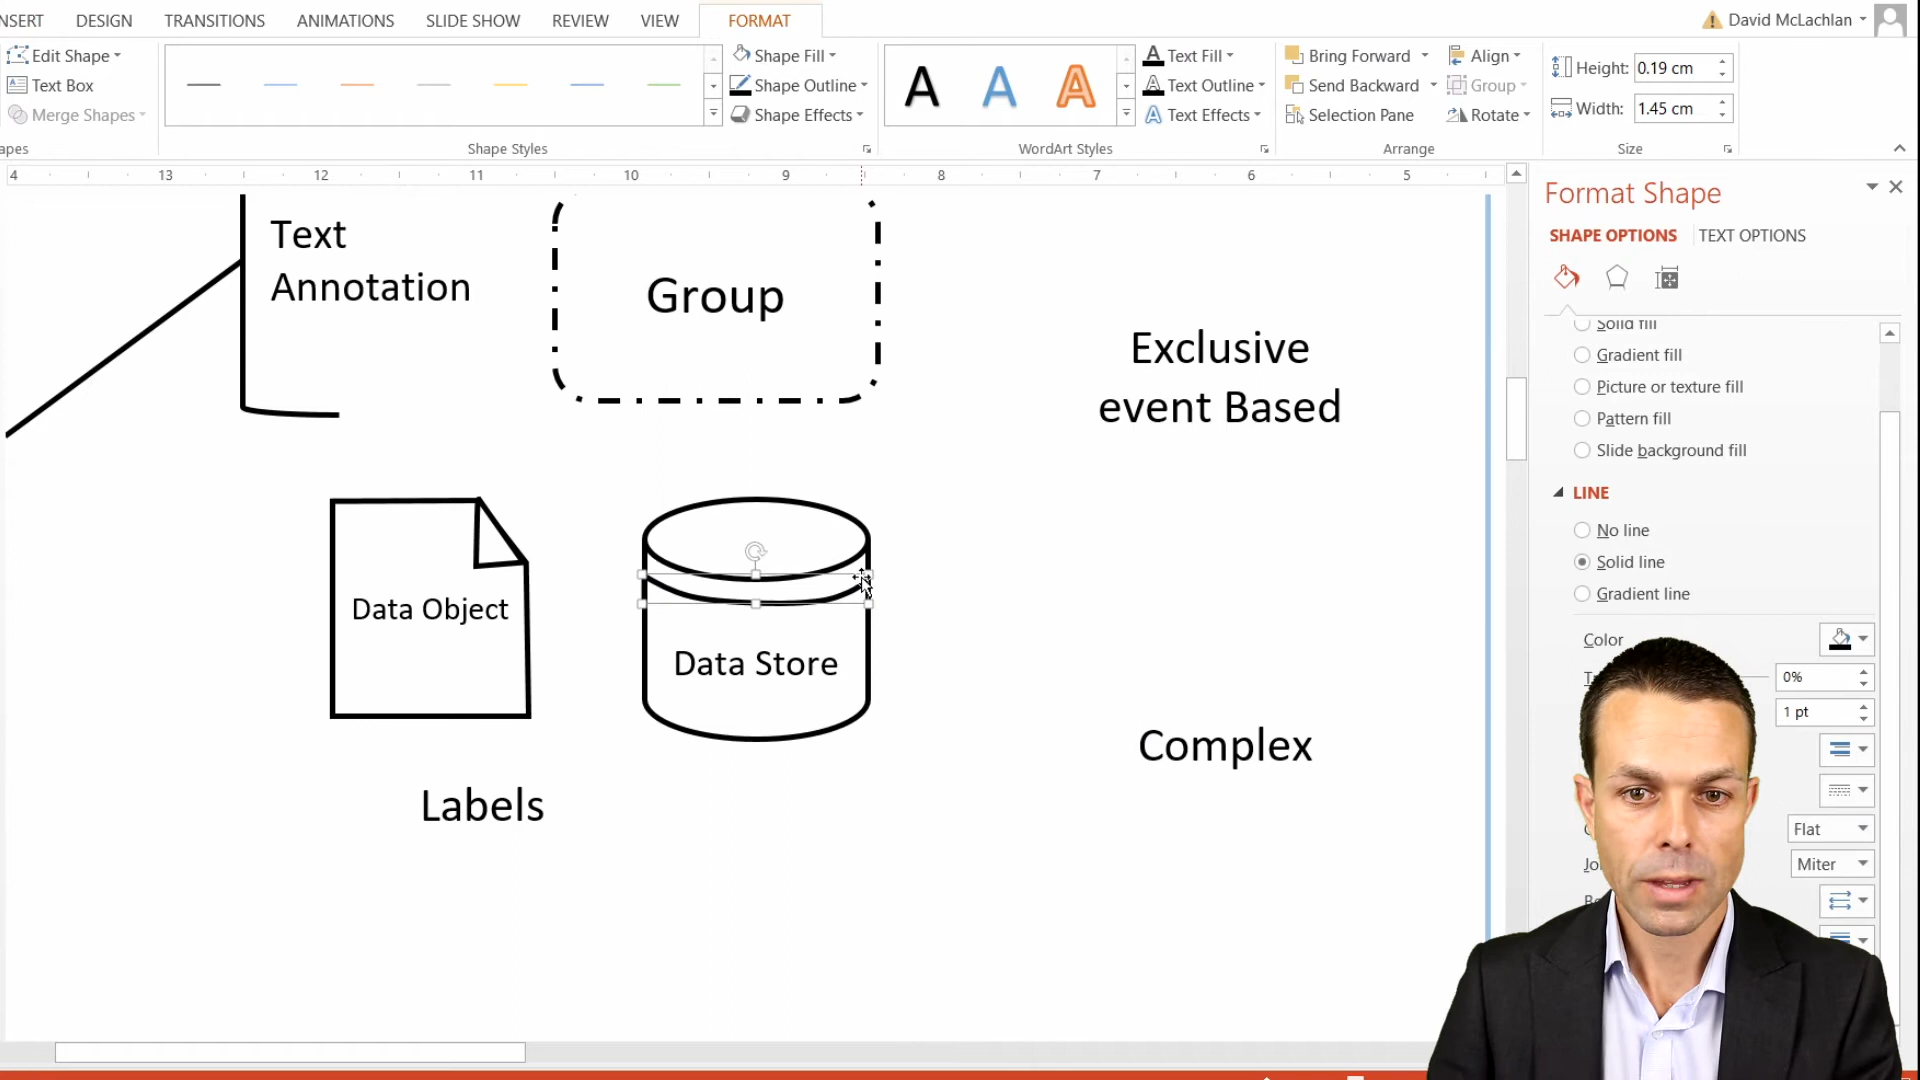 NSERT DESIGN TRANSITIONS ANIMATIONS SLIDE SHOW REVIEW VIEW FORMAT David McLachlan
Edit Shape
Text Box
Merge Shapes
apes
Shape Fill
Shape Outline
Shape Effects
Shape Styles
A A A
Text Fill
Text Outline
Text Effects
WordArt Styles
Bring Forward
Send Backward
Selection Pane
Align
Group
Rotate
Arrange
Height: 0.19 cm
Width: 1.45 cm
Size
4 13 12 11 10 9 8 7 6 5
Text
Annotation
Group
Exclusive
event Based
Data Object
Data Store
Complex
Labels
Format Shape
SHAPE OPTIONS TEXT OPTIONS
Solid fill
Gradient fill
Picture or texture fill
Pattern fill
Slide background fill
LINE
No line
Solid line
Gradient line
Color
0%
1 pt
Flat
Miter